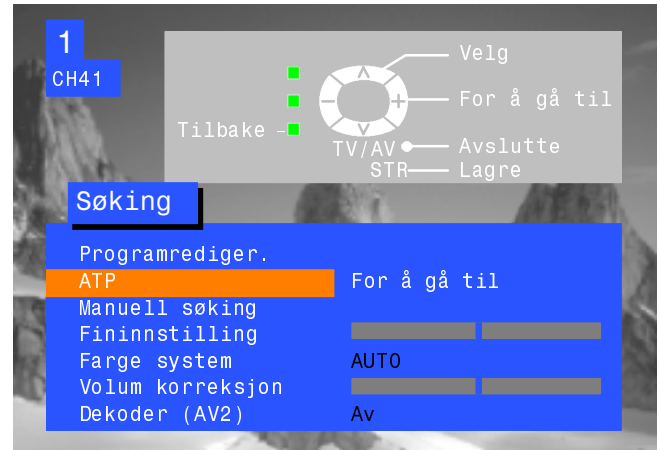 1
CH41
Velg
For å gå til
Tilbake
TV/AV
Avslutte
STR
Lagre
Søking
Programrediger.
ATP For å gå til
Manuell søking
Fininnstilling
Farge system AUTO
Volum korreksjon
Dekoder (AV2) Av